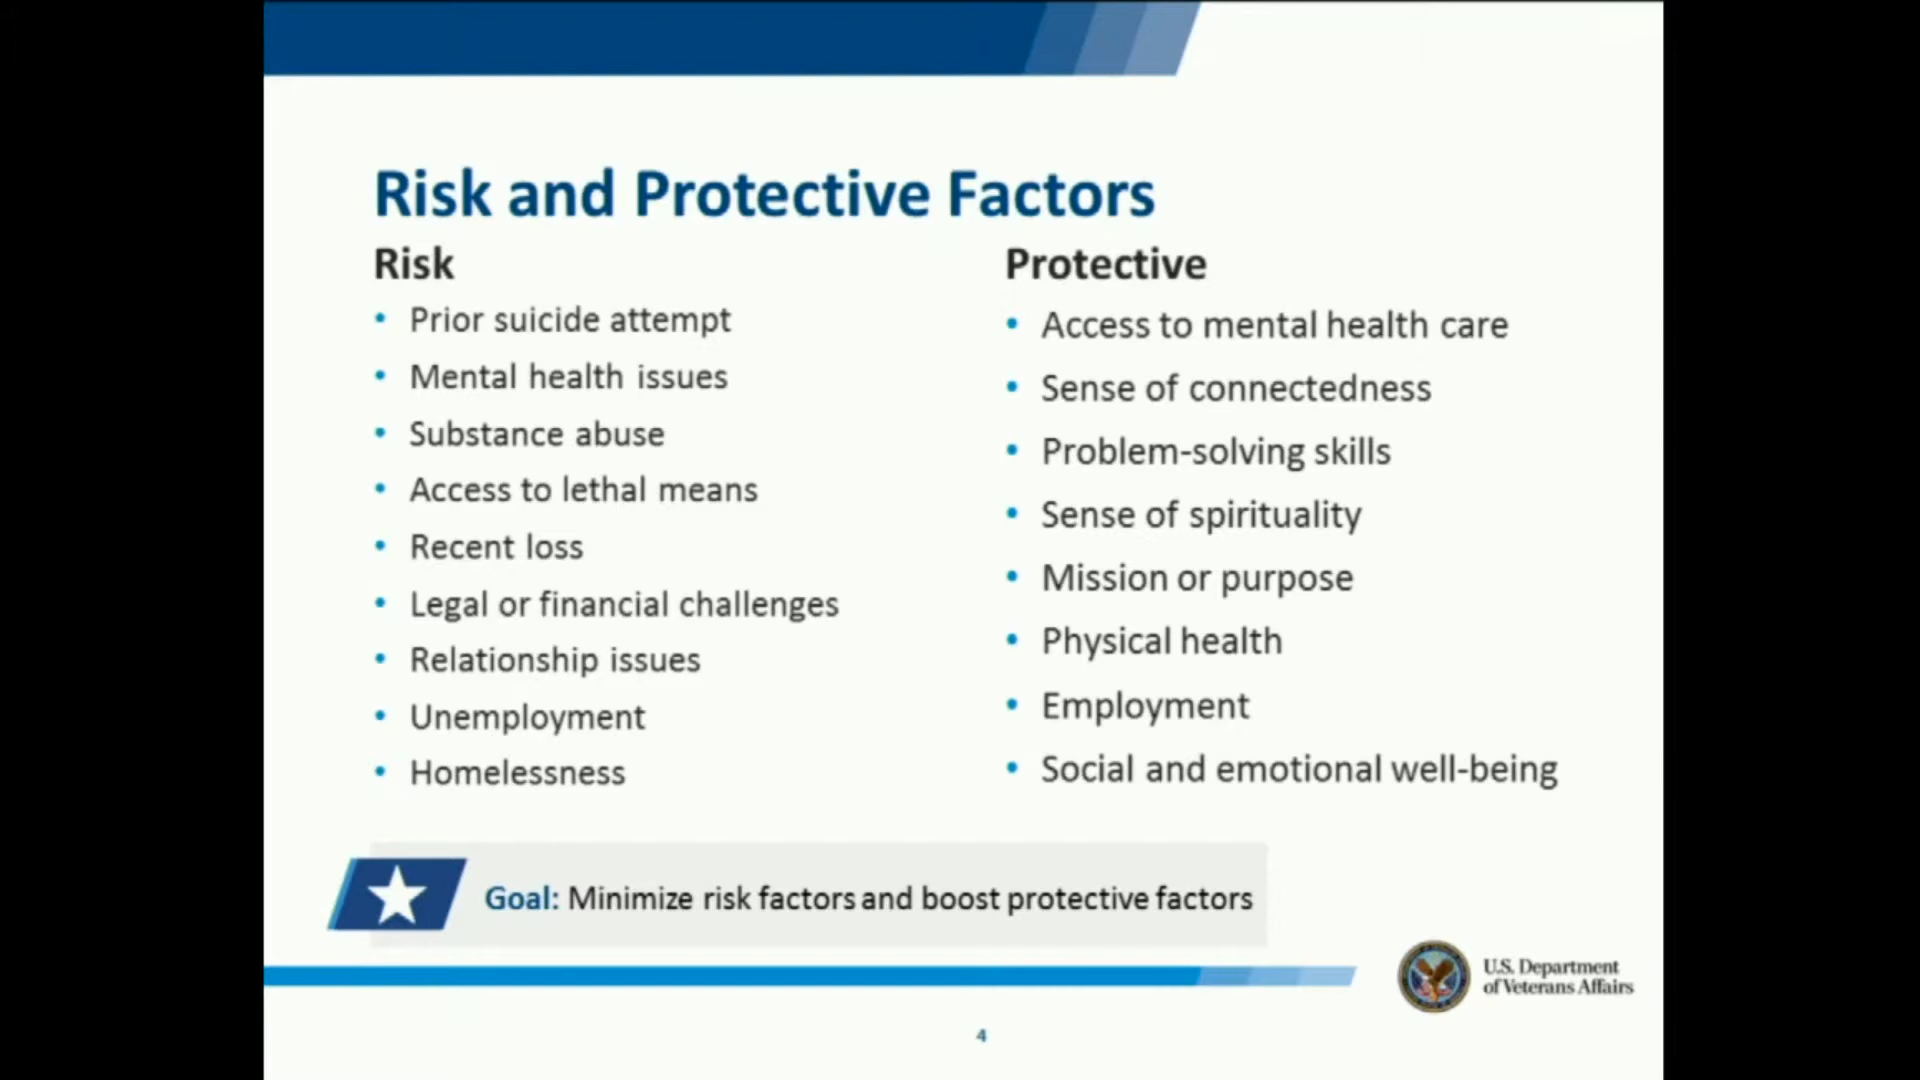 Risk and Protective Factors
Risk
• Prior suicide attempt
• Mental health issues
• Substance abuse
• Access to lethal means
• Recent loss
• Legal or financial challenges
• Relationship issues
• Unemployment
• Homelessness
Protective
• Access to mental health care
• Sense of connectedness
• Problem-solving skills
• Sense of spirituality
• Mission or purpose
• Physical health
• Employment
• Social and emotional well-being
Goal: Minimize risk factors and boost protective factors
U.S. Department
of Veterans Affairs
4